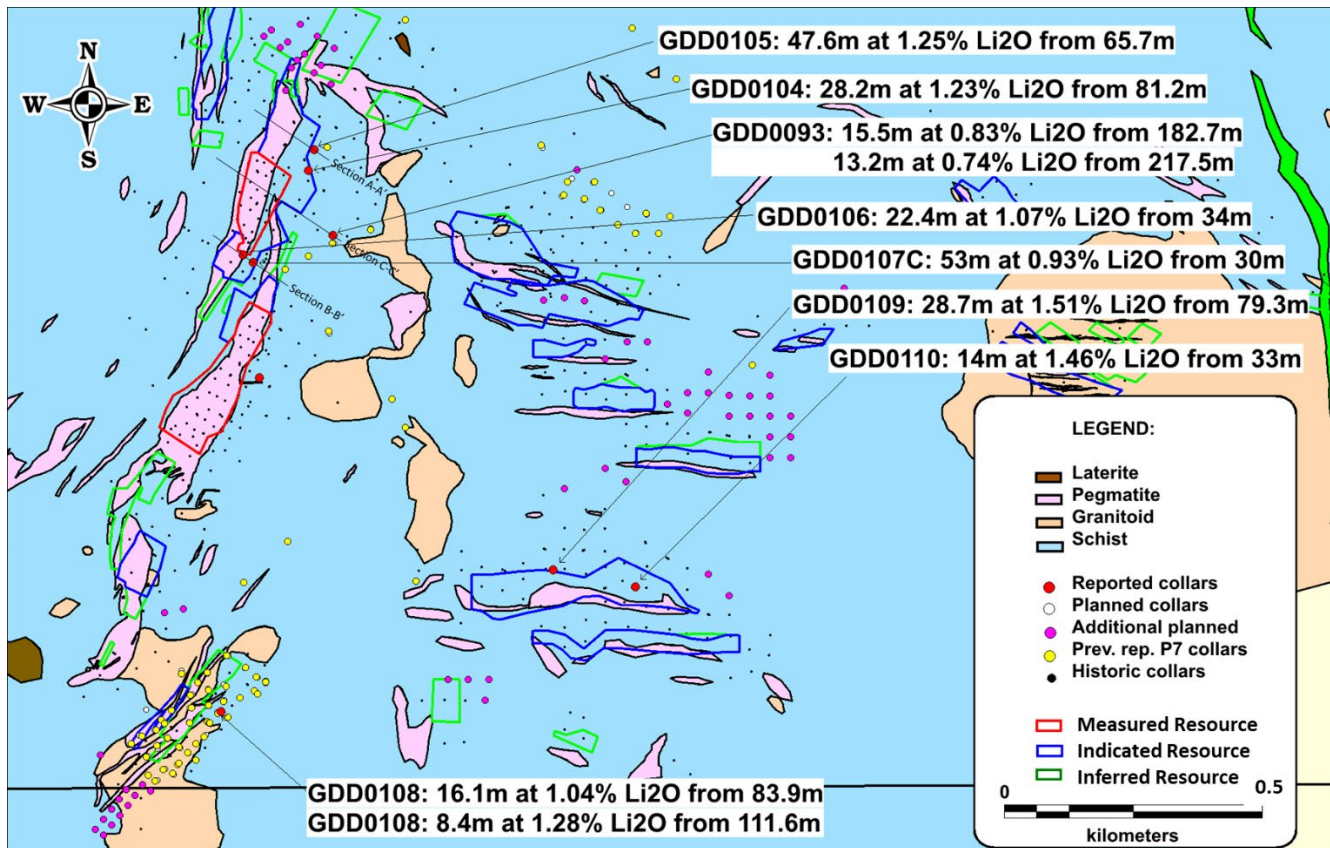 N
W E
S
GDD0105: 47.6m at 1.25% Li2O from 65.7m
GDD0104: 28.2m at 1.23% Li2O from 81.2m
GDD0093: 15.5m at 0.83% Li2O from 182.7m
13.2m at 0.74% Li2O from 217.5m
GDD0106: 22.4m at 1.07% Li2O from 34m
GDD0107C: 53m at 0.93% Li2O from 30m
GDD0109: 28.7m at 1.51% Li2O from 79.3m
GDD0110: 14m at 1.46% Li2O from 33m
Section A-A'
Section C-C'
Section B-B'
LEGEND:
Laterite
Pegmatite
Granitoid
Schist
Reported collars
Planned collars
Additional planned
Prev. rep. P7 collars
Historic collars
Measured Resource
Indicated Resource
Inferred Resource
0 0.5
kilometers
GDD0108: 16.1m at 1.04% Li2O from 83.9m
GDD0108: 8.4m at 1.28% Li2O from 111.6m